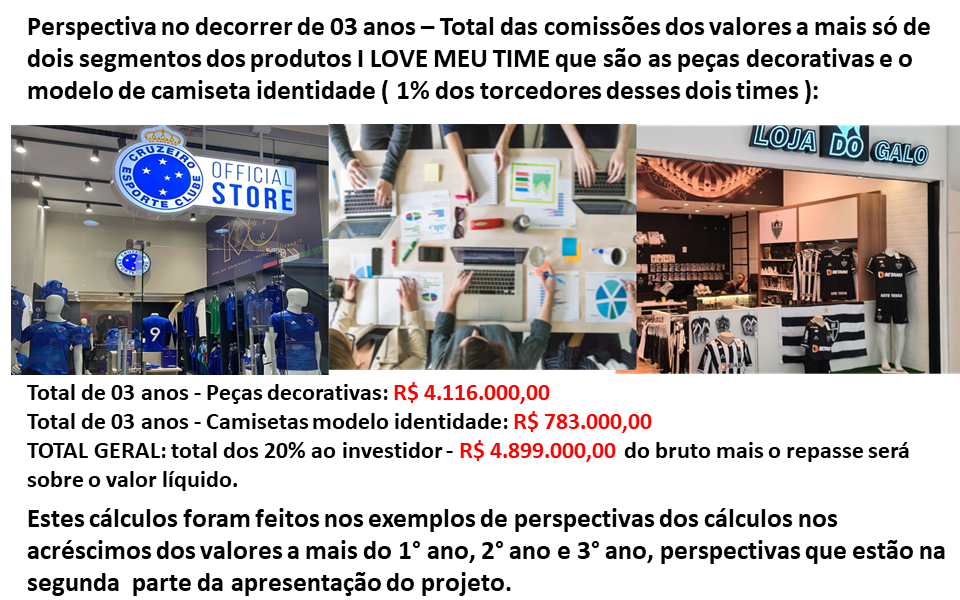 Perspectiva no decorrer de 03 anos – Total das comissões dos valores a mais só de
dois segmentos dos produtos I LOVE MEU TIME que são as peças decorativas e o
modelo de camiseta identidade ( 1% dos torcedores desses dois times ):
CRUZEIRO
ESPORTE CLUBE
OFFICIAL
STORE
9
LOJA DO GALO
BETANO
BETANO
Total de 03 anos - Peças decorativas: R$ 4.116.000,00
Total de 03 anos - Camisetas modelo identidade: R$ 783.000,00
TOTAL GERAL: total dos 20% ao investidor - R$ 4.899.000,00 do bruto mais o repasse será
sobre o valor líquido.
Estes cálculos foram feitos nos exemplos de perspectivas dos cálculos nos
acréscimos dos valores a mais do 1° ano, 2° ano e 3° ano, perspectivas que estão na
segunda parte da apresentação do projeto.